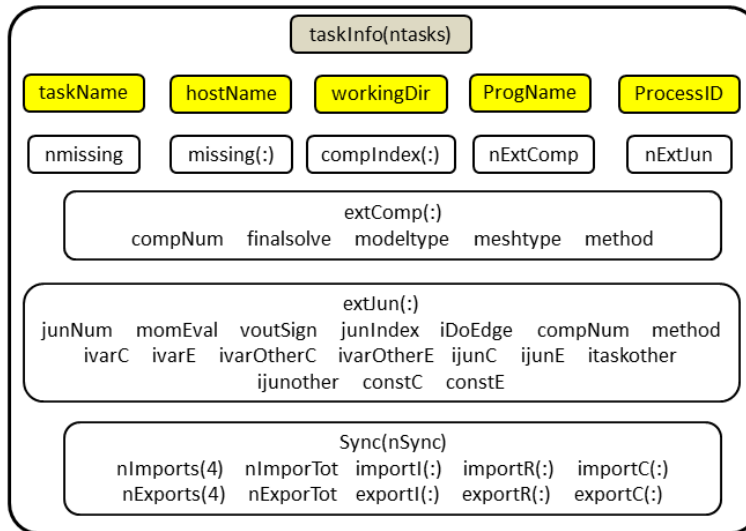 taskInfo(ntasks)
taskName hostName workingDir ProgName ProcessID
nmissing missing(:) compIndex(:) nExtComp nExtJun
extComp(:)
compNum finalsolve modeltype meshtype method
extJun(:)
junNum momEval voutSign junIndex iDoEdge compNum method
ivarC ivarE ivarOtherC ivarOtherE ijunC ijunE itaskother
ijunother constC constE
Sync(nSync)
nImports(4) nImporTot importI(:) importR(:) importC(:)
nExports(4) nExporTot exportI(:) exportR(:) exportC(:)